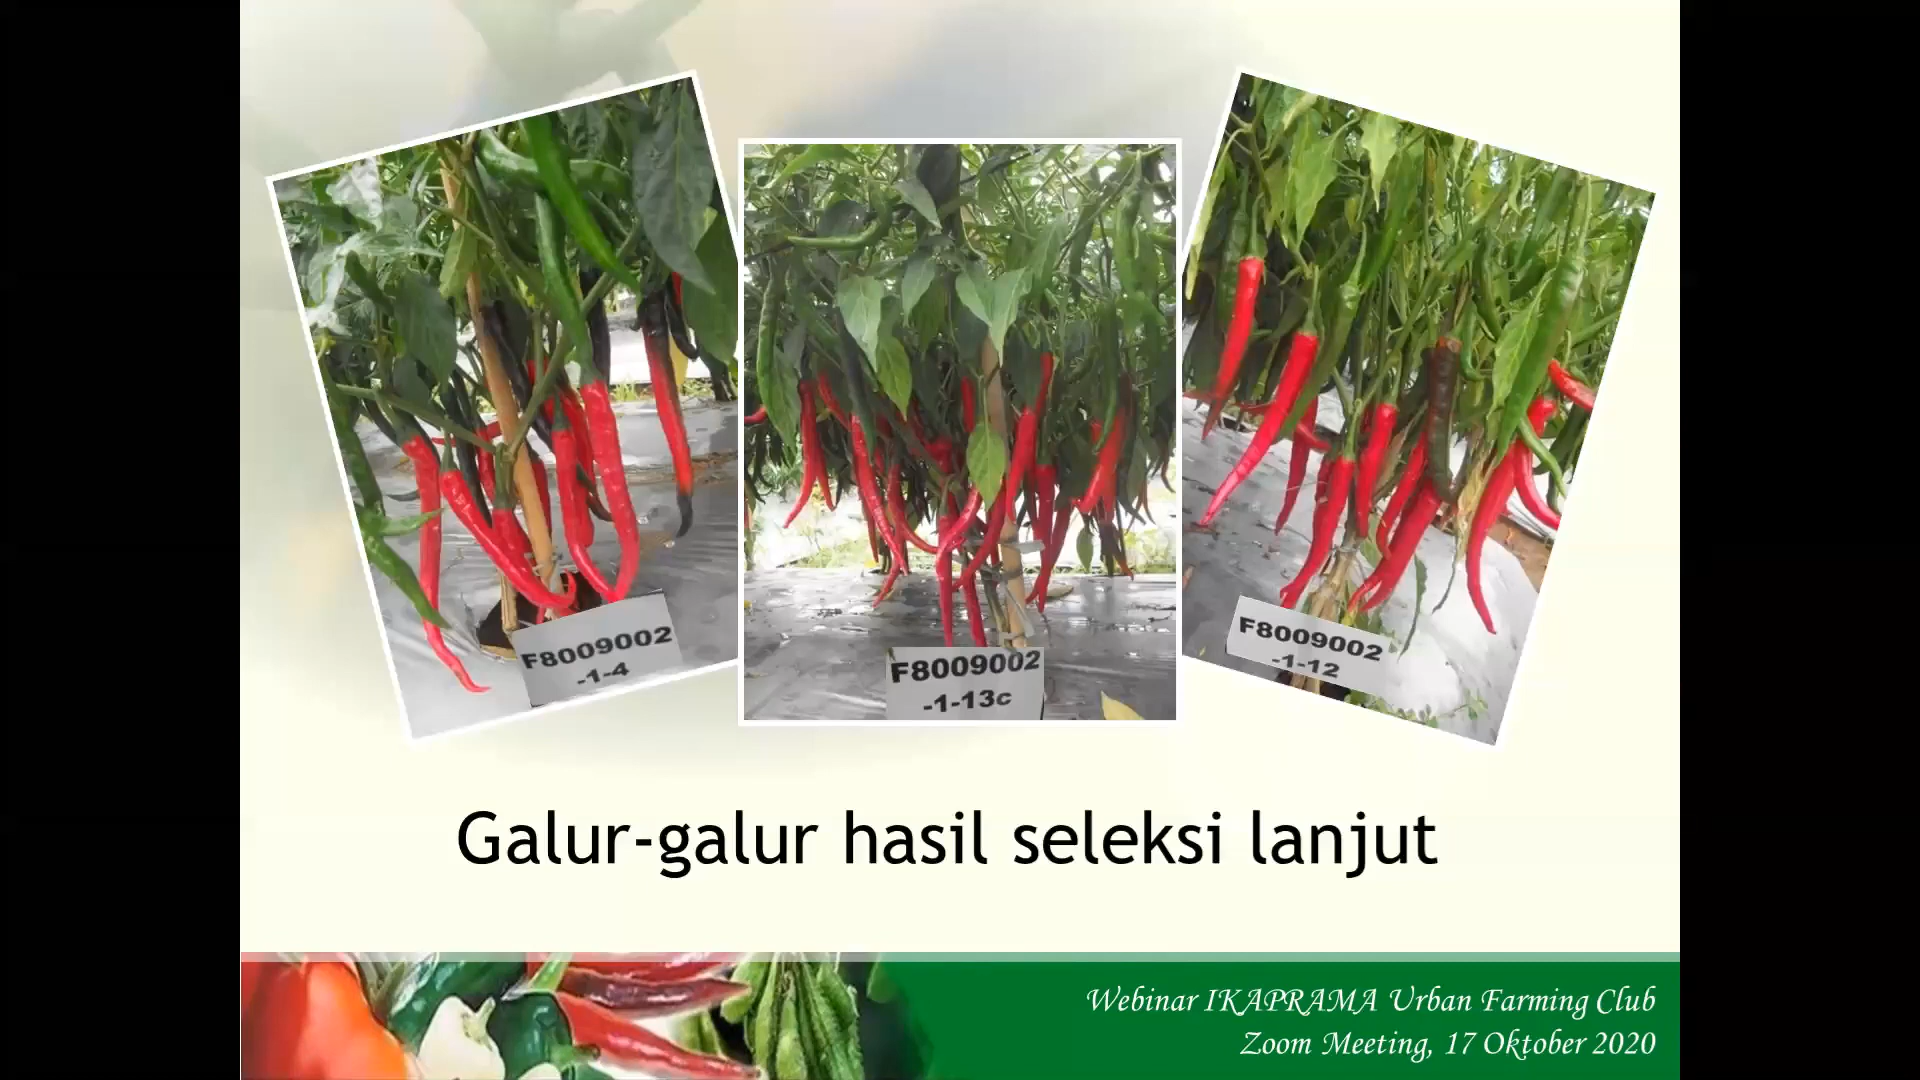 F8009002
-1-4
F8009002
-1-13c
F8009002
-1-12
Galur-galur hasil seleksi lanjut
Webinar IKAPRAMA Urban Farming Club
Zoom Meeting, 17 Oktober 2020